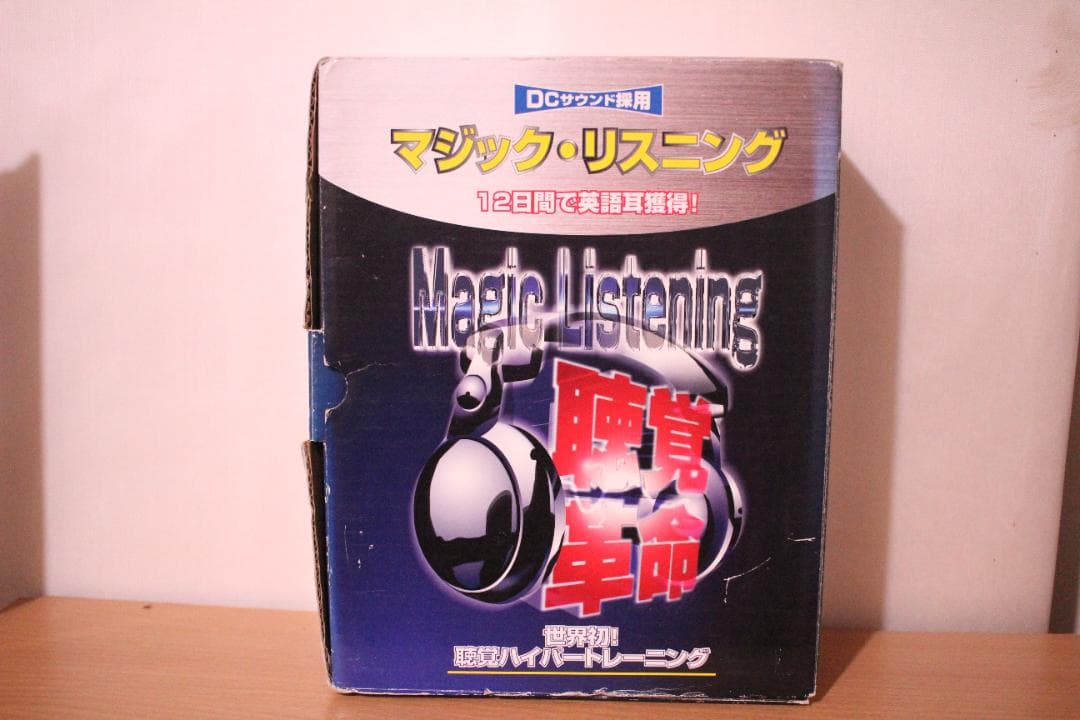 DCサウンド採用
マジック・リスニング
12日間で英語耳獲得!
Magic Listening
聴覚
革命
世界初!
聴覚ハイパートレーニング